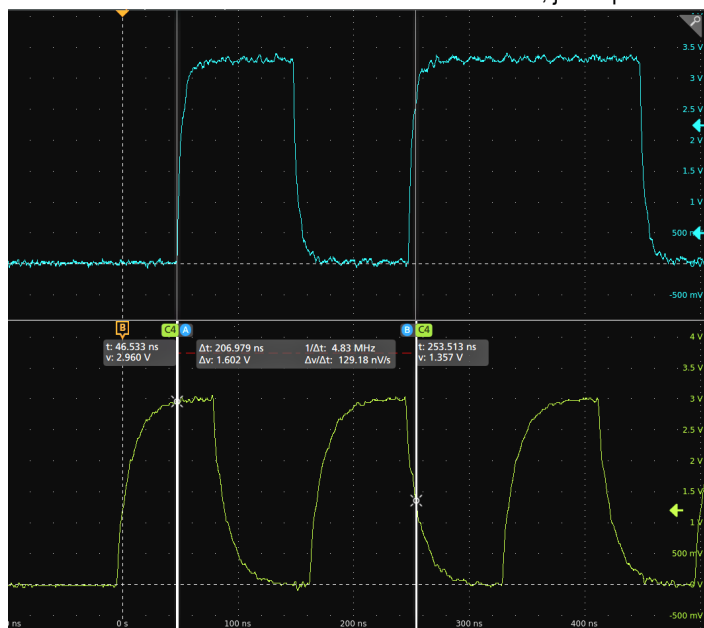 3.5 V
3 V
2.5 V
2 V
1.5 V
1 V
500 m
-500 mV
B
C4 A
B C4
4 V
t: 46.533 ns
v: 2.960 V
Δt: 206.979 ns 1/Δt: 4.83 MHz
Δv: 1.602 V Δv/Δt: 129.18 nV/s
t: 253.513 ns
v: 1.357 V
3.5 V
3 V
2.5 V
2 V
1.5 V
1 V
500 mV
0 V
-500 mV
ns
0 s
100 ns
200 ns
300 ns
400 ns